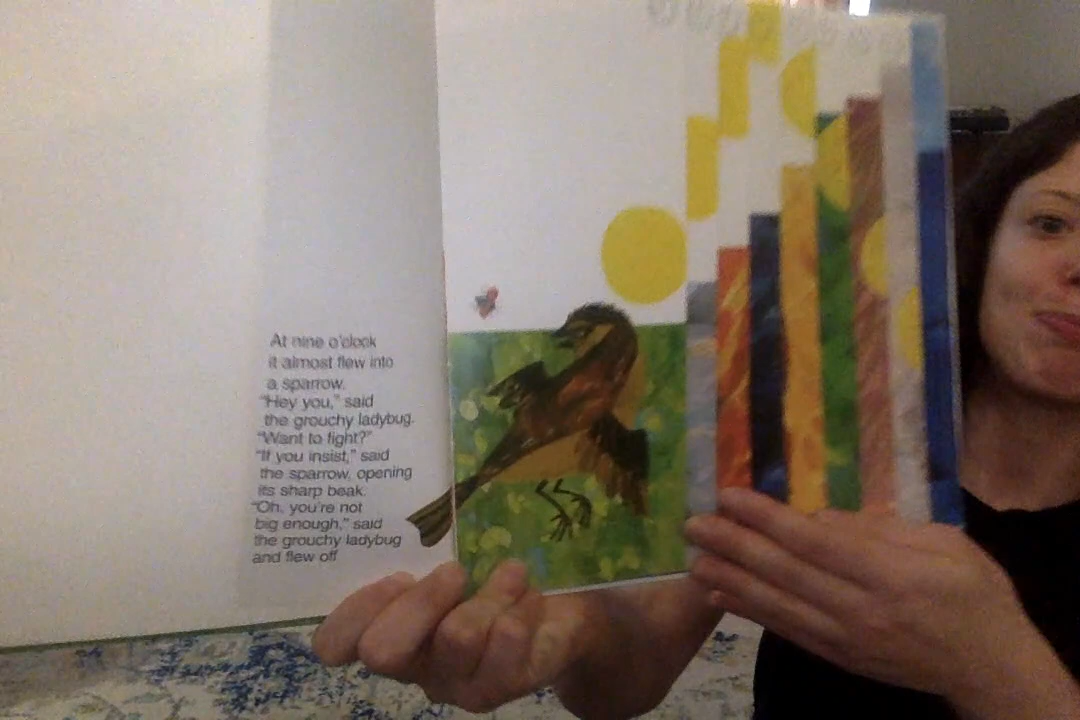 At nine o'clock
it almost flew into
a sparrow.
"Hey you," said
the grouchy ladybug.
"Want to fight?"
"If you insist," said
the sparrow, opening
its sharp beak.
"Oh, you're not
big enough," said
the grouchy ladybug
and flew off